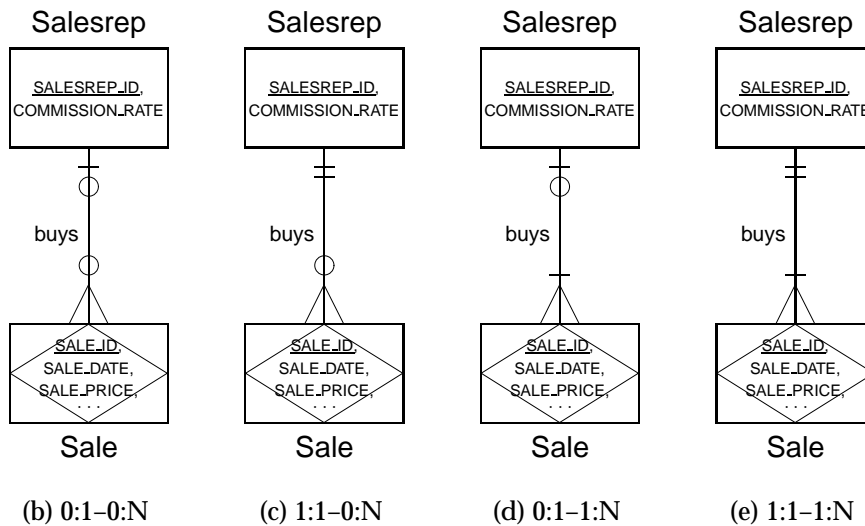 Salesrep Salesrep Salesrep Salesrep
SALESREP_ID, SALESREP_ID, SALESREP_ID, SALESREP_ID,
COMMISSION_RATE COMMISSION_RATE COMMISSION_RATE COMMISSION_RATE
buys buys buys buys
SALE_ID, SALE_ID, SALE_ID, SALE_ID,
SALE_DATE, SALE_DATE, SALE_DATE, SALE_DATE,
SALE_PRICE, SALE_PRICE, SALE_PRICE, SALE_PRICE,
. . . . . . . . . . . .
Sale Sale Sale Sale
(b) 0:1–0:N (c) 1:1–0:N (d) 0:1–1:N (e) 1:1–1:N